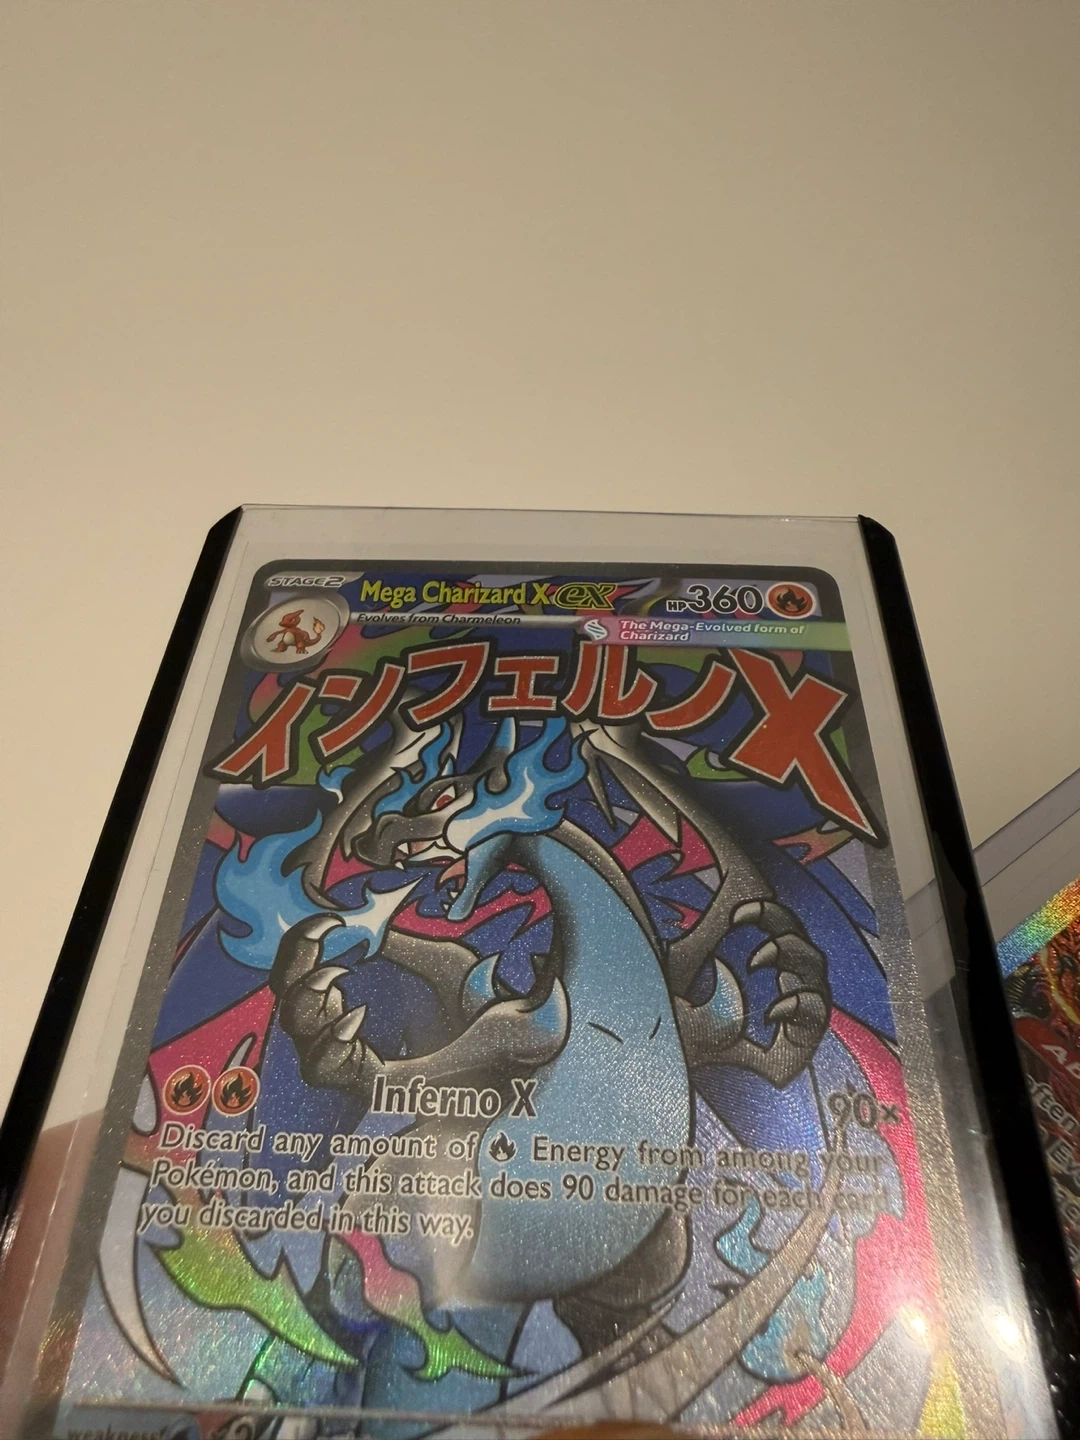 STAGE2 Mega Charizard X ex HP360
Evolves from Charmeleon
The Mega-Evolved form of
Charizard
インフェルノX
Inferno X 90×
Discard any amount of Energy from among your
Pokémon, and this attack does 90 damage for each card
you discarded in this way.
weakness